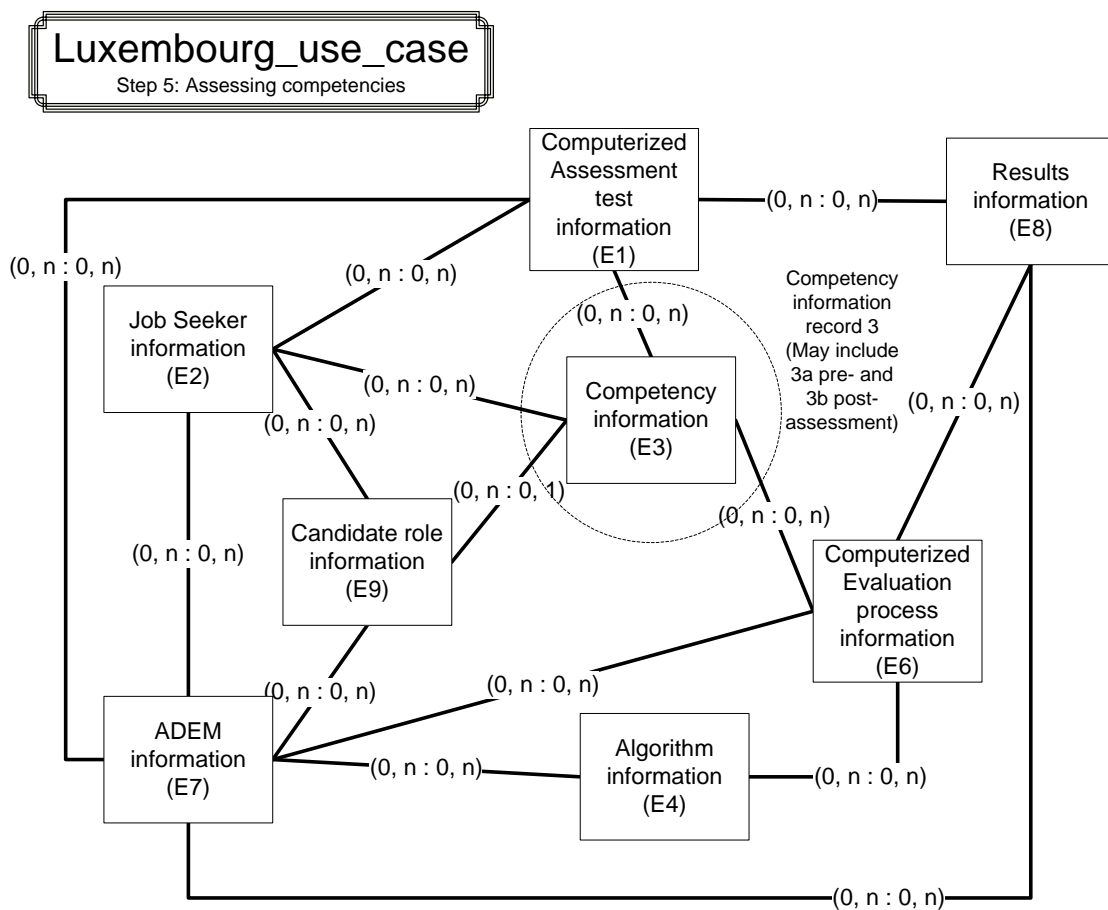 Luxembourg_use_case
Step 5: Assessing competencies
Computerized
Assessment
test
information
(E1)
Results
information
(E8)
(0, n : 0, n)
(0, n : 0, n)
(0, n : 0, n)
Job Seeker
information
(E2)
(0, n : 0, n)
Competency
information
record 3
(May include
3a pre- and
3b post-
assessment)
Competency
information
(E3)
(0, n : 0, n)
(0, n : 0, n)
(0, n : 0, n)
(0, n : 0, 1)
(0, n : 0, n)
Candidate role
information
(E9)
(0, n : 0, n)
Computerized
Evaluation
process
information
(E6)
(0, n : 0, n)
(0, n : 0, n)
ADEM
information
(E7)
Algorithm
information
(E4)
(0, n : 0, n)
(0, n : 0, n)
(0, n : 0, n)